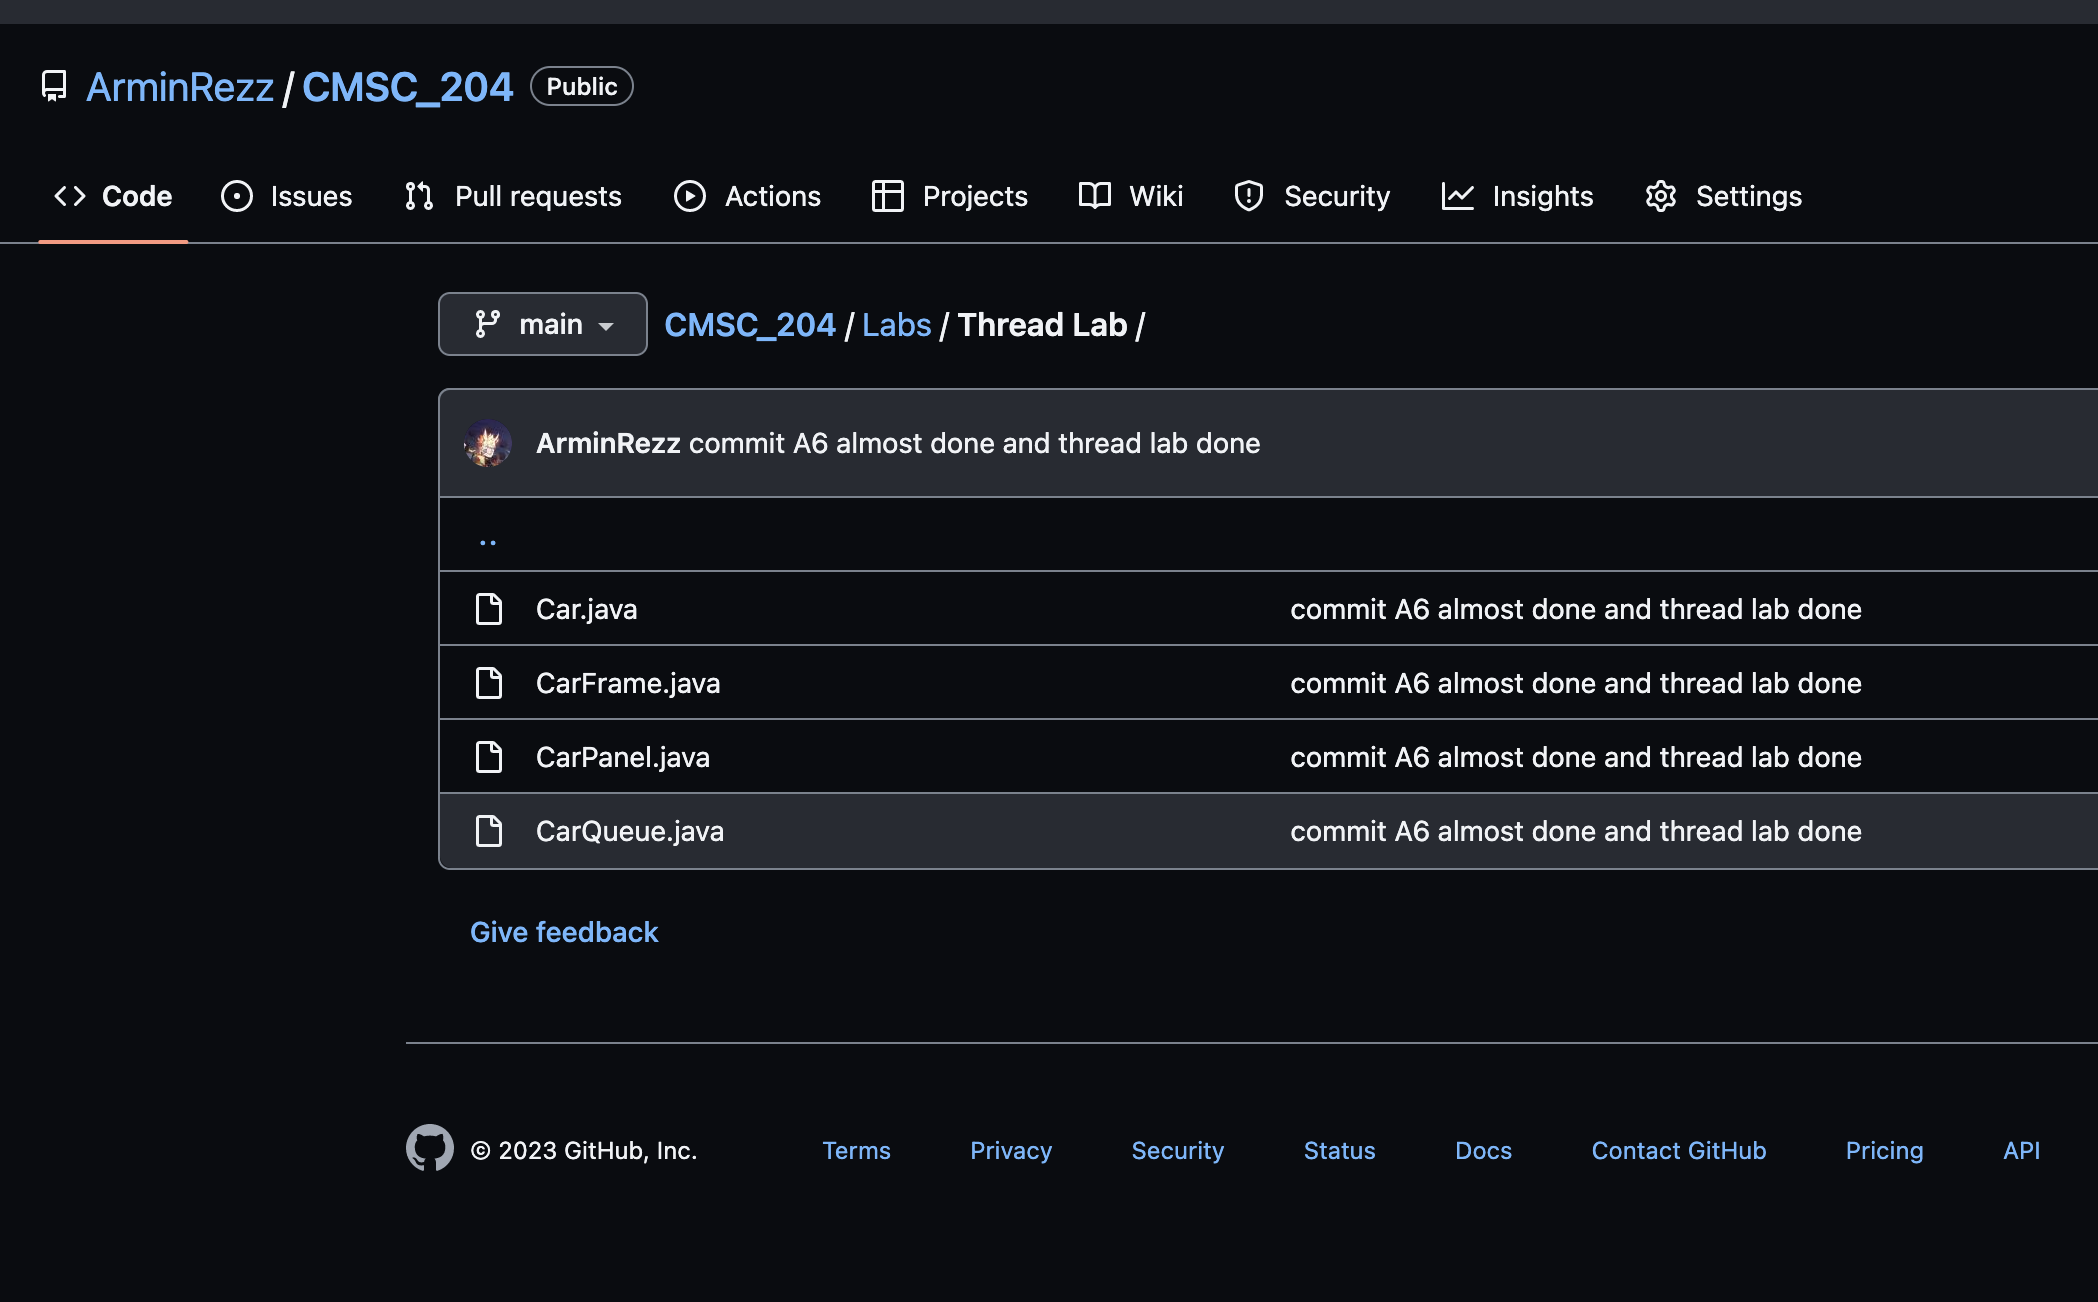 ArminRezz / CMSC_204 Public
Code Issues Pull requests Actions Projects Wiki Security Insights Settings
main CMSC_204 / Labs / Thread Lab /
ArminRezz commit A6 almost done and thread lab done
..
Car.java commit A6 almost done and thread lab done
CarFrame.java commit A6 almost done and thread lab done
CarPanel.java commit A6 almost done and thread lab done
CarQueue.java commit A6 almost done and thread lab done
Give feedback
© 2023 GitHub, Inc. Terms Privacy Security Status Docs Contact GitHub Pricing API